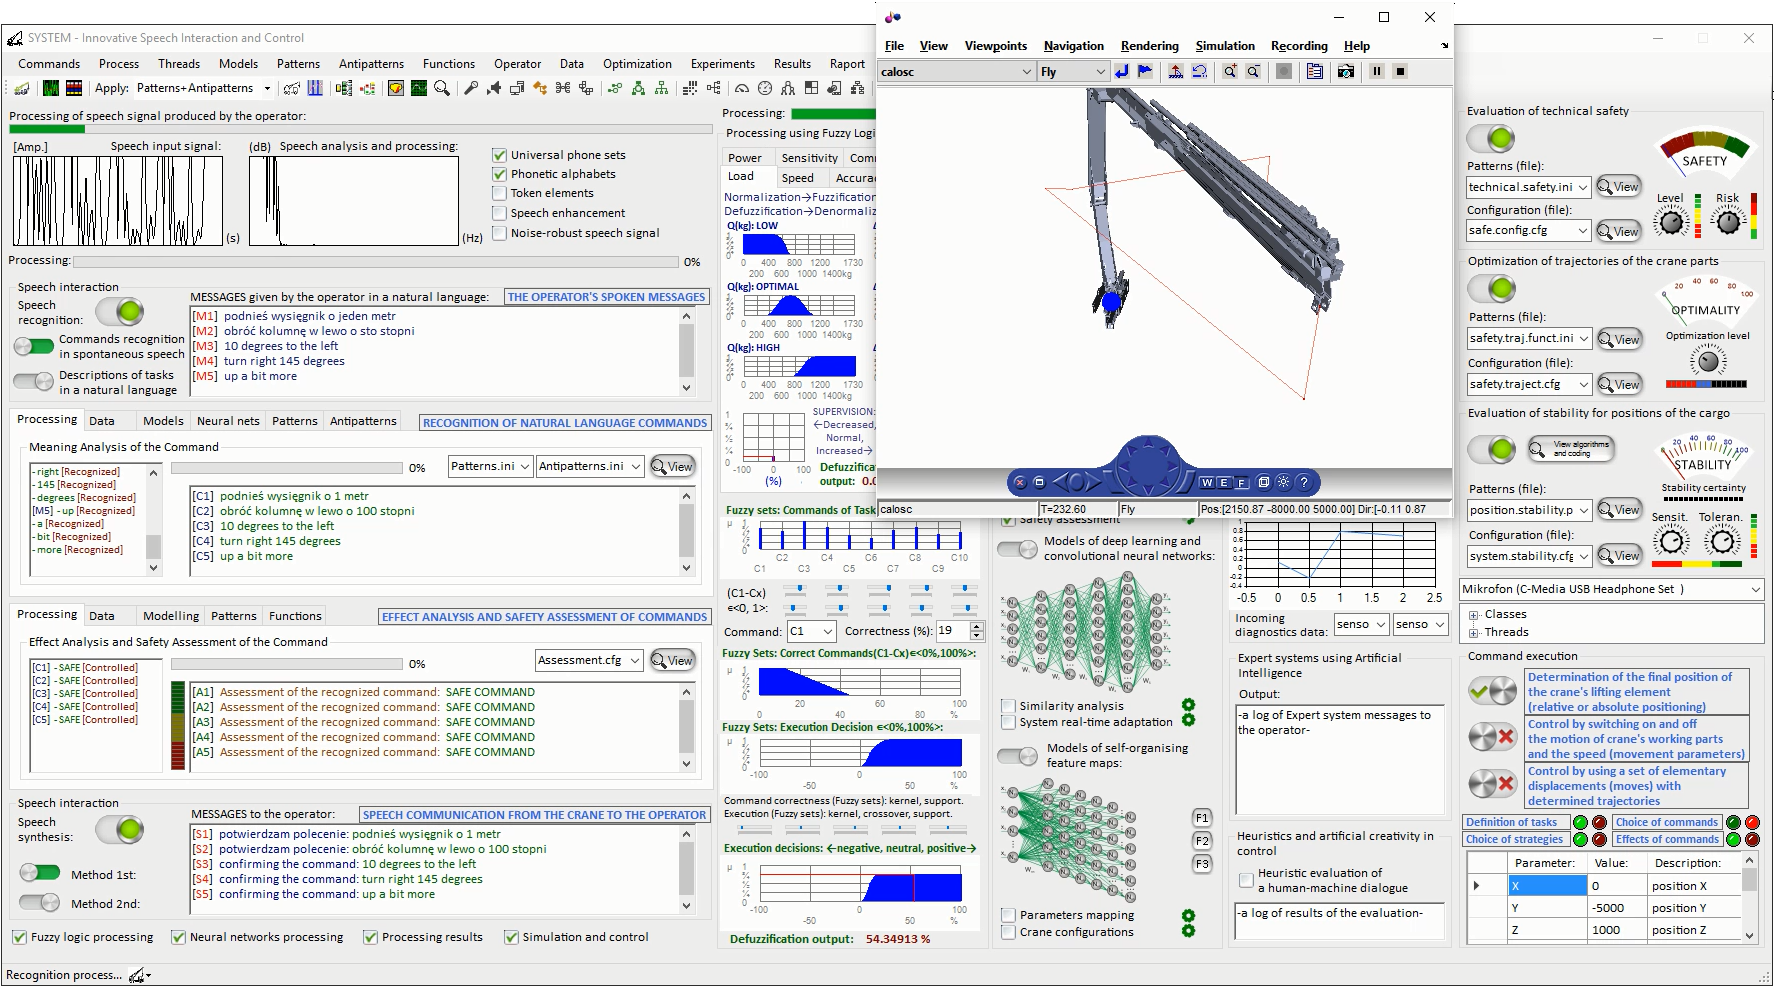 SYSTEM - Innovative Speech Interaction and Control
Commands Process Threads Models Patterns Antipatterns Functions Operator Data Optimization Experiments Results Raport
Apply: Patterns+Antipatterns
Processing of speech signal produced by the operator:
[Amp.] Speech input signal: (dB) Speech analysis and processing:
(s) (Hz)
Universal phone sets
Phonetic alphabets
Token elements
Speech enhancement
Noise-robust speech signal
Processing: 0%
Speech interaction
Speech recognition:
Commands recognition in spontaneous speech
Descriptions of tasks in a natural language
MESSAGES given by the operator in a natural language: THE OPERATOR'S SPOKEN MESSAGES
[M1] podnieś wysięgnik o jeden metr
[M2] obróć kolumnę w lewo o sto stopni
[M3] 10 degrees to the left
[M4] turn right 145 degrees
[M5] up a bit more
Processing Data Models Neural nets Patterns Antipatterns RECOGNITION OF NATURAL LANGUAGE COMMANDS
Meaning Analysis of the Command
- right [Recognized]
- 145 [Recognized]
- degrees [Recognized]
[M5] - up [Recognized]
- a [Recognized]
- bit [Recognized]
- more [Recognized]
0% Patterns.ini Antipatterns.ini View
[C1] podnieś wysięgnik o 1 metr
[C2] obróć kolumnę w lewo o 100 stopni
[C3] 10 degrees to the left
[C4] turn right 145 degrees
[C5] up a bit more
Processing Data Modelling Patterns Functions EFFECT ANALYSIS AND SAFETY ASSESSMENT OF COMMANDS
Effect Analysis and Safety Assessment of the Command
[C1] - SAFE [Controlled]
[C2] - SAFE [Controlled]
[C3] - SAFE [Controlled]
[C4] - SAFE [Controlled]
[C5] - SAFE [Controlled]
0% Assessment.cfg View
[A1] Assessment of the recognized command: SAFE COMMAND
[A2] Assessment of the recognized command: SAFE COMMAND
[A3] Assessment of the recognized command: SAFE COMMAND
[A4] Assessment of the recognized command: SAFE COMMAND
[A5] Assessment of the recognized command: SAFE COMMAND
Speech interaction
Speech synthesis:
Method 1st:
Method 2nd:
MESSAGES to the operator: SPEECH COMMUNICATION FROM THE CRANE TO THE OPERATOR
[S1] potwierdzam polecenie: podnieś wysięgnik o 1 metr
[S2] potwierdzam polecenie: obróć kolumnę w lewo o 100 stopni
[S3] confirming the command: 10 degrees to the left
[S4] confirming the command: turn right 145 degrees
[S5] confirming the command: up a bit more
Fuzzy logic processing Neural networks processing Processing results Simulation and control
Recognition process...
Processing:
Processing using Fuzzy Logi
Power Sensitivity Com
Load Speed Accura
Normalization→Fuzzification
Defuzzification→Denormaliz
Q(kg): LOW
0 400 800 1200 1730
200 600 1000 1400kg
Q(kg): OPTIMAL
0 400 800 1200 1730
200 600 1000 1400kg
Q(kg): HIGH
0 400 800 1200 1730
200 600 1000 1400kg
SUPERVISION:
←Decreased,
Normal,
Increased→
-100 0 100
(%)
Defuzzifica
output: 0.0
Fuzzy sets: Commands of Task
C2 C4 C6 C8 C10
C1 C3 C5 C7 C9
(C1-Cx)
∈<0, 1>:
Command: C1 Correctness (%): 19
Fuzzy Sets: Correct Commands(C1-Cx)∈<0%,100%>:
μ
0 20 40 60 80 %
Fuzzy Sets: Execution Decision ∈<0%,100%>:
μ
-100 0 100
-50 50 %
Command correctness (Fuzzy sets): kernel, support.
Execution (Fuzzy sets): kernel, crossover, support.
Execution decisions: ←negative, neutral, positive→
μ
-100 0 100
-50 50 %
Defuzzification output: 54.34913 %
File View Viewpoints Navigation Rendering Simulation Recording Help
calosc Fly
W E F ?
calosc T=232.60 Fly Pos:[2150.87 -8000.00 5000.00] Dir:[-0.11 0.87
Safety assessment
Models of deep learning and convolutional neural networks:
Similarity analysis
System real-time adaptation
Models of self-organising feature maps:
Parameters mapping
Crane configurations
F1
F2
F3
1
0.8
0.6
0.4
0.2
0
-0.2
-0.4
-0.5 0 0.5 1 1.5 2 2.5
Incoming diagnostics data: senso senso
Expert systems using Artificial Intelligence
Output:
-a log of Expert system messages to the operator-
Heuristics and artificial creativity in control
Heuristic evaluation of a human-machine dialogue
-a log of results of the evaluation-
Evaluation of technical safety
Patterns (file):
technical.safety.ini View
Configuration (file):
safe.config.cfg View
SAFETY
Level Risk
Optimization of trajectories of the crane parts
Patterns (file):
safety.traj.funct.ini View
Configuration (file):
safety.traject.cfg View
0 20 40 60 80 100
OPTIMALITY
Optimization level
Evaluation of stability for positions of the cargo
View algorithms and coding
Patterns (file):
position.stability.p View
Configuration (file):
system.stability.cfg View
0 20 40 60 80 100
STABILITY
Stability certainty
Sensit. Toleran.
Mikrofon (C-Media USB Headphone Set )
Classes
Threads
Command execution
Determination of the final position of the crane's lifting element (relative or absolute positioning)
Control by switching on and off the motion of crane's working parts and the speed (movement parameters)
Control by using a set of elementary displacements (moves) with determined trajectories
Definition of tasks Choice of commands
Choice of strategies Effects of commands
Parameter: Value: Description:
X 0 position X
Y -5000 position Y
Z 1000 position Z